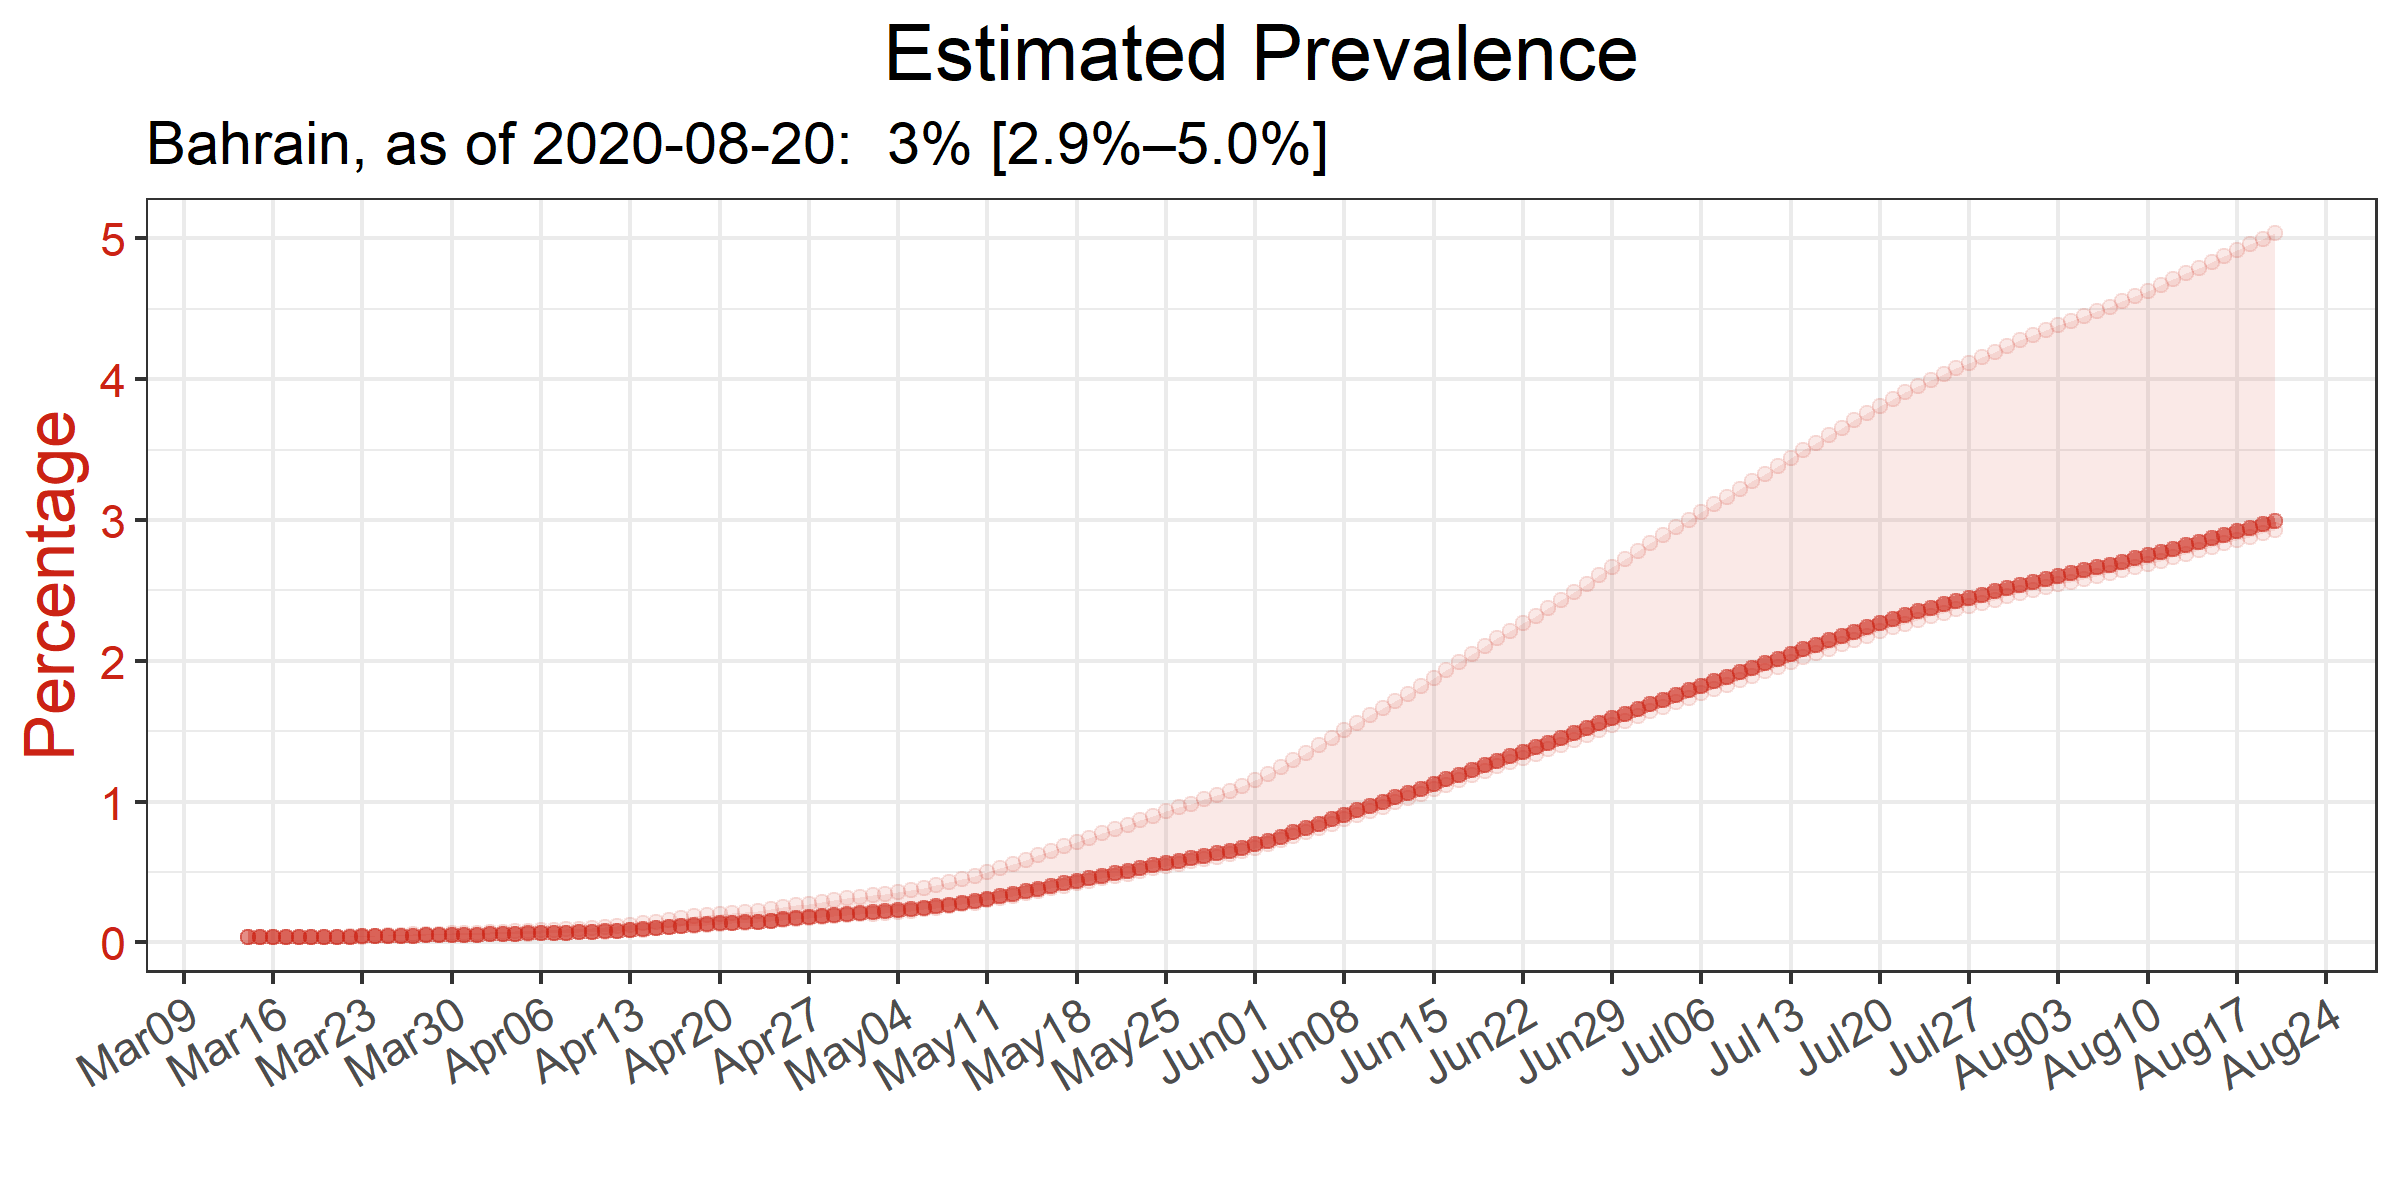 Estimated Prevalence
Bahrain, as of 2020-08-20:  3% [2.9%–5.0%]
Percentage
5
4
3
2
1
0
Mar09
Mar16
Mar23
Mar30
Apr06
Apr13
Apr20
Apr27
May04
May11
May18
May25
Jun01
Jun08
Jun15
Jun22
Jun29
Jul06
Jul13
Jul20
Jul27
Aug03
Aug10
Aug17
Aug24